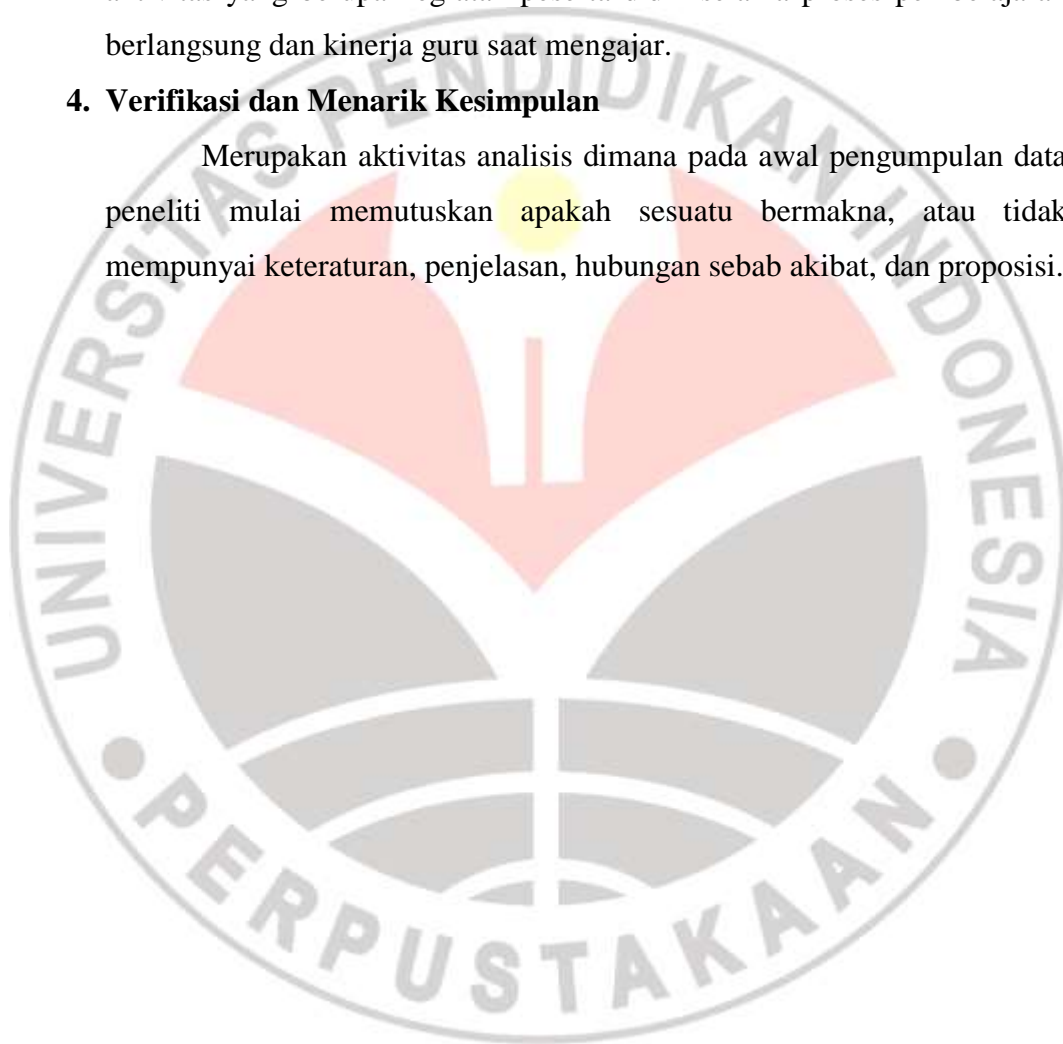 berlangsung dan kinerja guru saat mengajar.
4. Verifikasi dan Menarik Kesimpulan
Merupakan aktivitas analisis dimana pada awal pengumpulan data
peneliti mulai memutuskan apakah sesuatu bermakna, atau tidak
mempunyai keteraturan, penjelasan, hubungan sebab akibat, dan proposisi.
UNIVERSITAS PENDIDIKAN INDONESIA
PERPUSTAKAAN